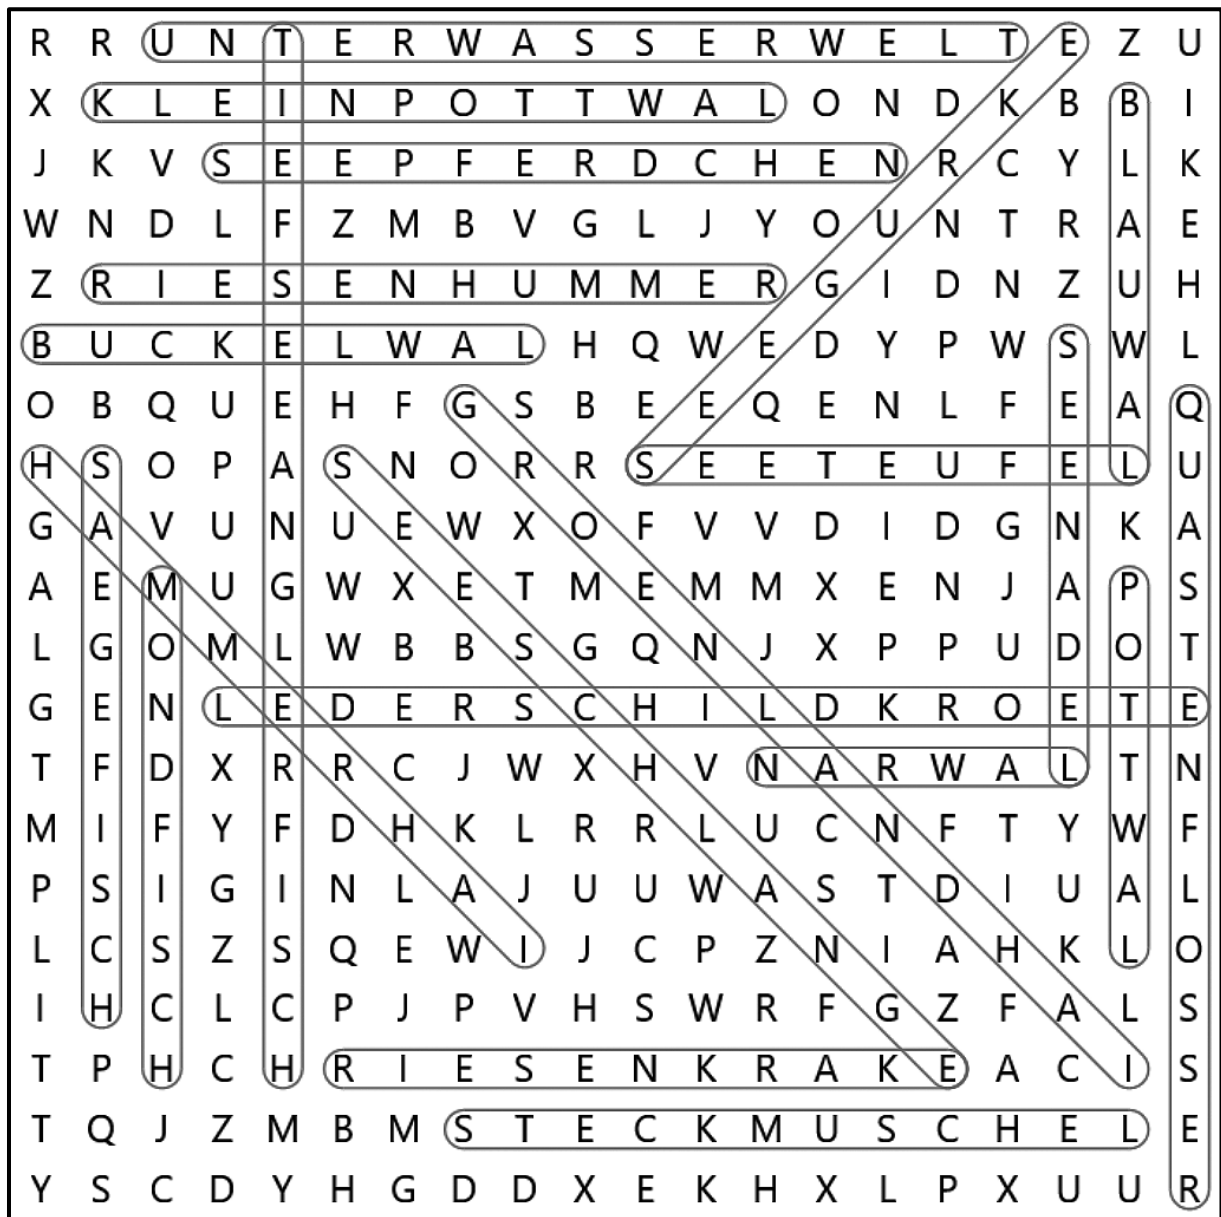 R R U N T E R W A S S E R W E L T E Z U
X K L E I N P O T T W A L O N D K B B I
J K V S E E P F E R D C H E N R C Y L K
W N D L F Z M B V G L J Y O U N T R A E
Z R I E S E N H U M M E R G I D N Z U H
B U C K E L W A L H Q W E D Y P W S W L
O B Q U E H F G S B E E Q E N L F E A Q
H S O P A S N O R R S E E T E U F E L U
G A V U N U E W X O F V V D I D G N K A
A E M U G W X E T M E M M X E N J A P S
L G O M L W B B S G Q N J X P P U D O T
G E N L E D E R S C H I L D K R O E T E
T F D X R R C J W X H V N A R W A L T N
M I F Y F D H K L R R L U C N F T Y W F
P S I G I N L A J U U W A S T D I U A L
L C S Z S Q E W I J C P Z N I A H K L O
I H C L C P J P V H S W R F G Z F A L S
T P H C H R I E S E N K R A K E A C I S
T Q J Z M B M S T E C K M U S C H E L E
Y S C D Y H G D D X E K H X L P X U U R